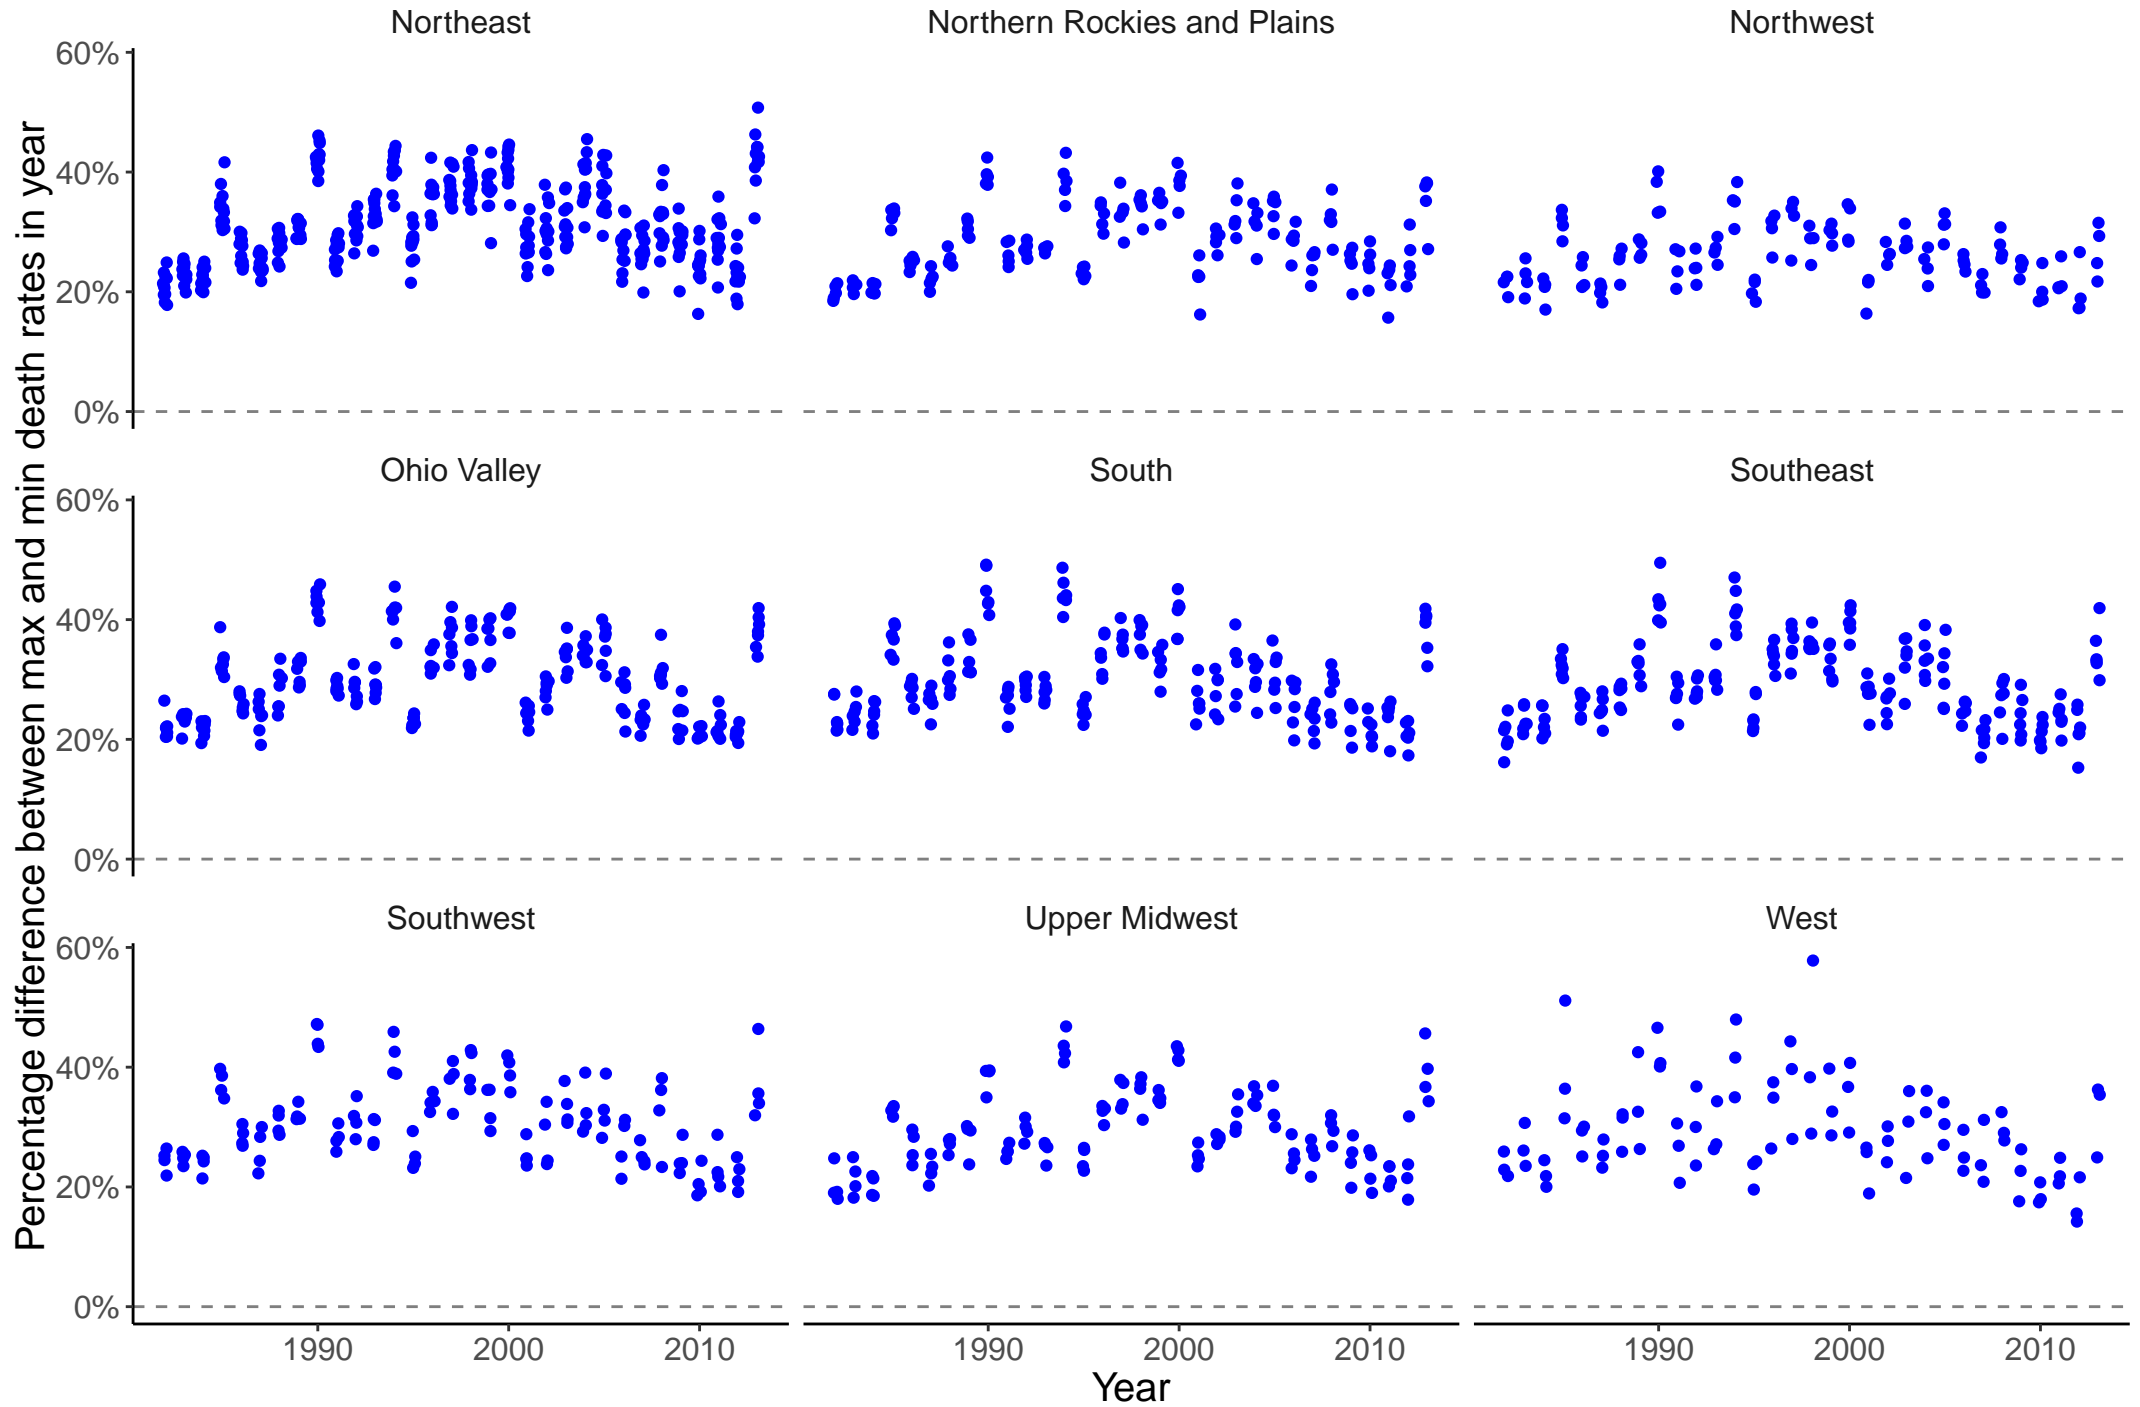 Northeast
Northern Rockies and Plains
Northwest
60%
40%
20%
0%
Ohio Valley
South
Southeast
60%
40%
20%
0%
Southwest
Upper Midwest
West
60%
40%
20%
0%
1990 2000 2010
1990 2000 2010
1990 2000 2010
Year
Percentage difference between max and min death rates in year